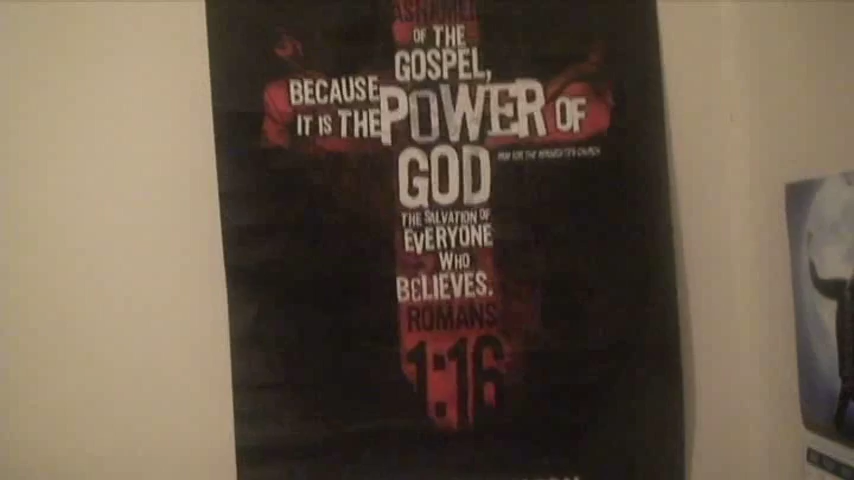 ASHAMED
OF THE
GOSPEL,
BECAUSE
IT IS THE POWER OF
GOD
THE SALVATION OF
EVERYONE
WHO
BELIEVES.
ROMANS
1:16